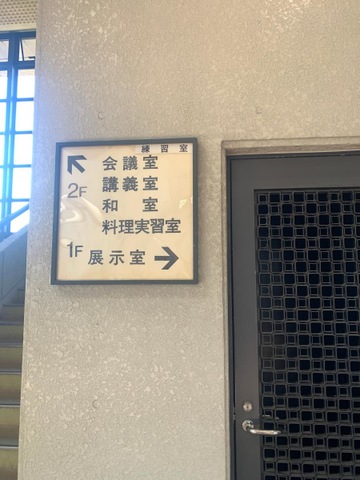 練習室
↖ 会議室
2F 講義室
和 室
料理実習室
1F 展示室 →